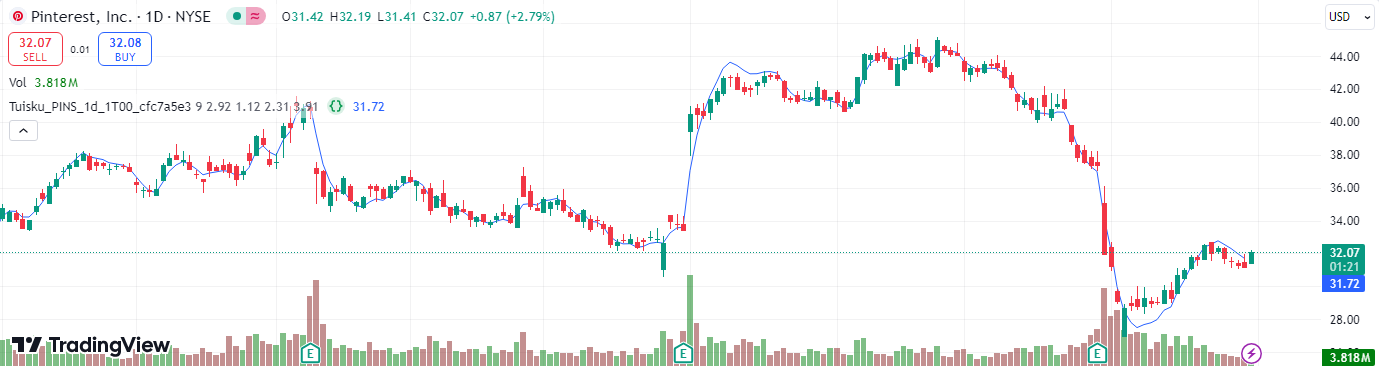 Pinterest, Inc. · 1D · NYSE O31.42 H32.19 L31.41 C32.07 +0.87 (+2.79%)
USD
32.07 0.01 32.08
SELL BUY
Vol 3.818M
Tuisku_PINS_1d_1T00_cfc7a5e3 9 2.92 1.12 2.31 3.91 31.72
44.00
42.00
40.00
38.00
36.00
34.00
32.07
01:21
31.72
28.00
E E E
TradingView
3.818M